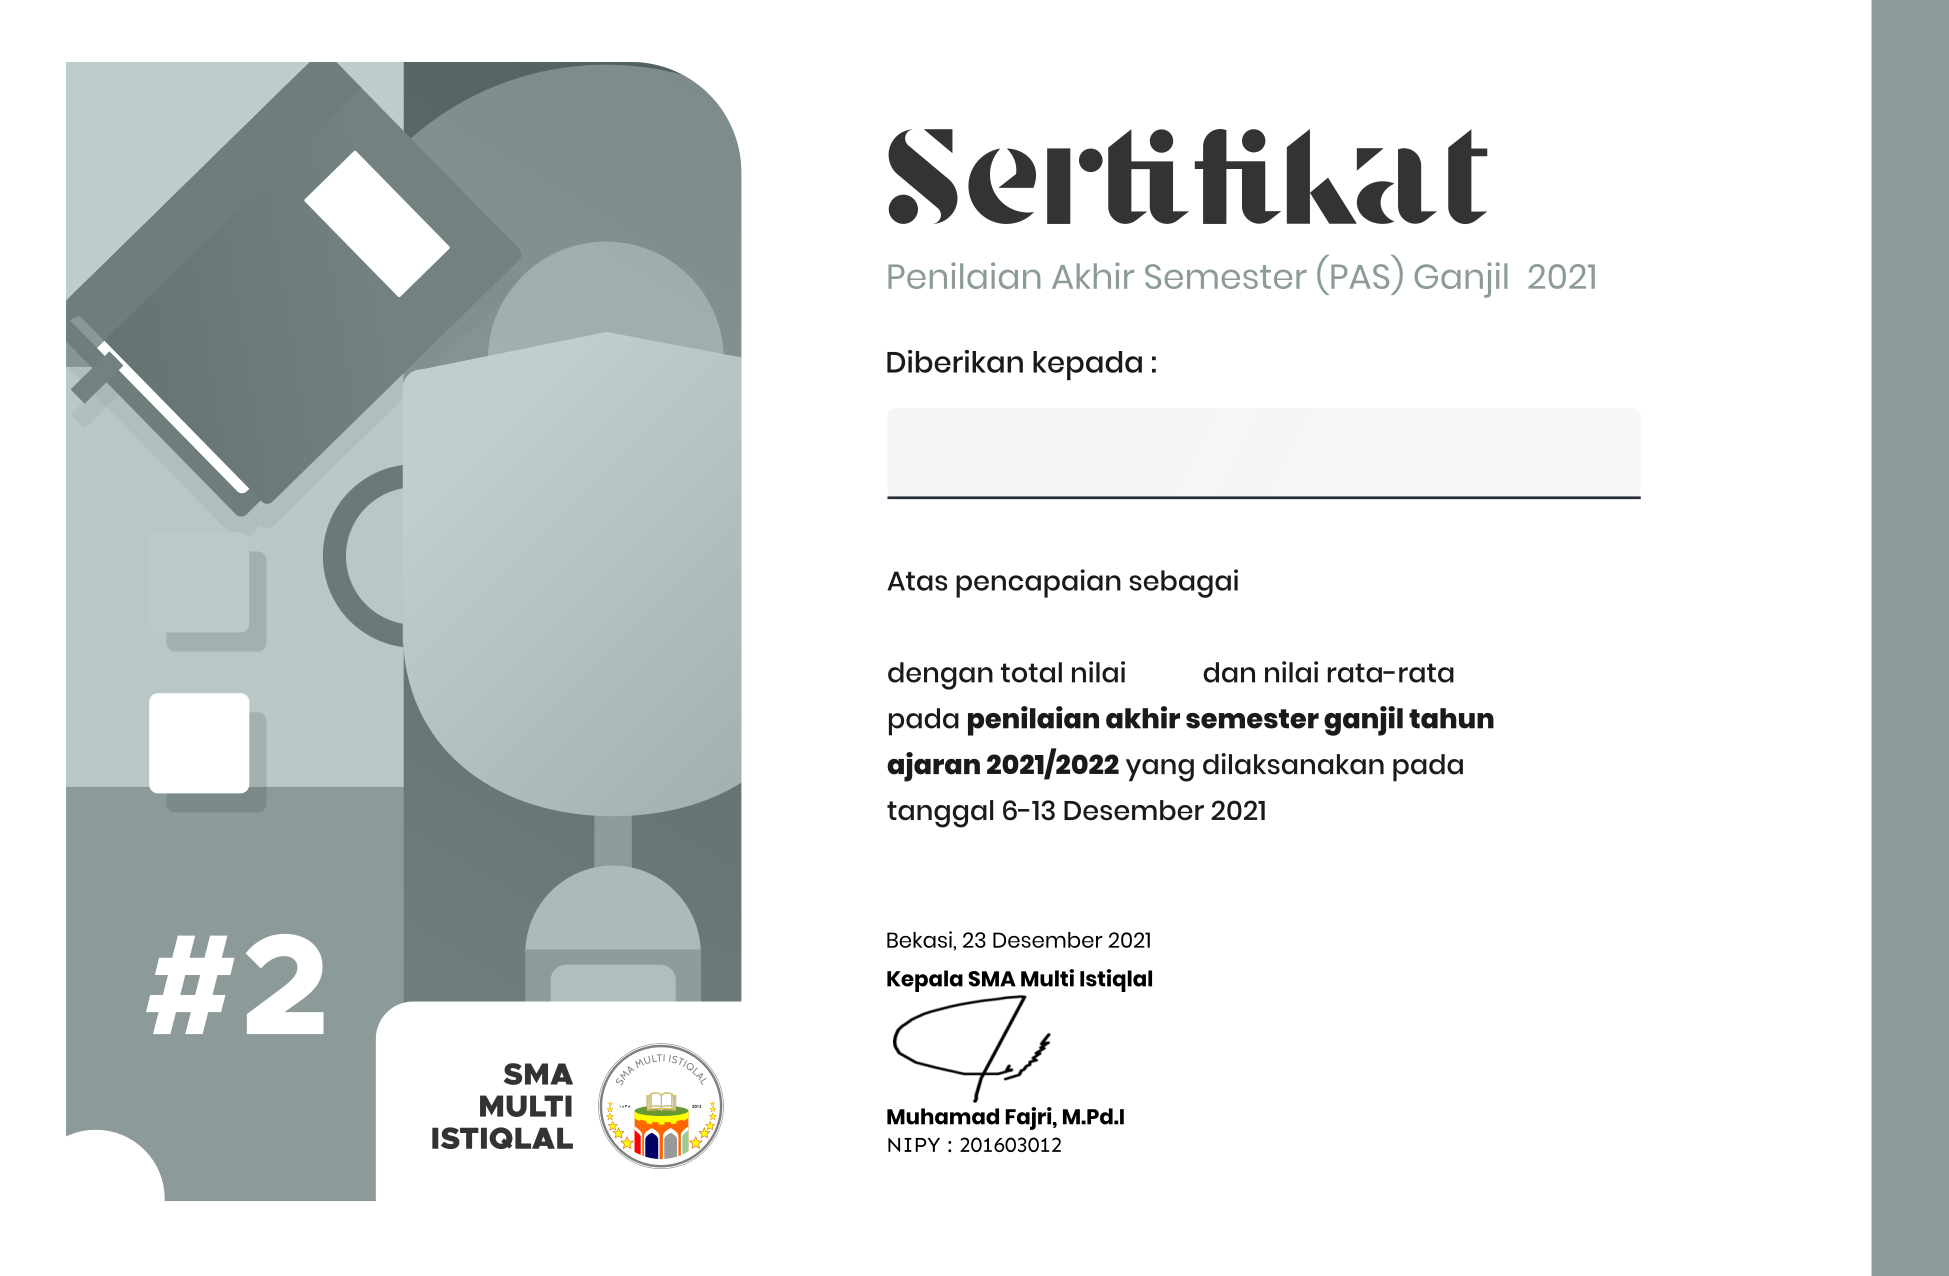 Sertifikat
Penilaian Akhir Semester (PAS) Ganjil 2021
Diberikan kepada :
Atas pencapaian sebagai
dengan total nilai dan nilai rata-rata
pada penilaian akhir semester ganjil tahun
ajaran 2021/2022 yang dilaksanakan pada
tanggal 6-13 Desember 2021
Bekasi, 23 Desember 2021
Kepala SMA Multi Istiqlal
Muhamad Fajri, M.Pd.I
NIPY : 201603012
#2
SMA
MULTI
ISTIQLAL
SMA MULTI ISTIQLAL
2012